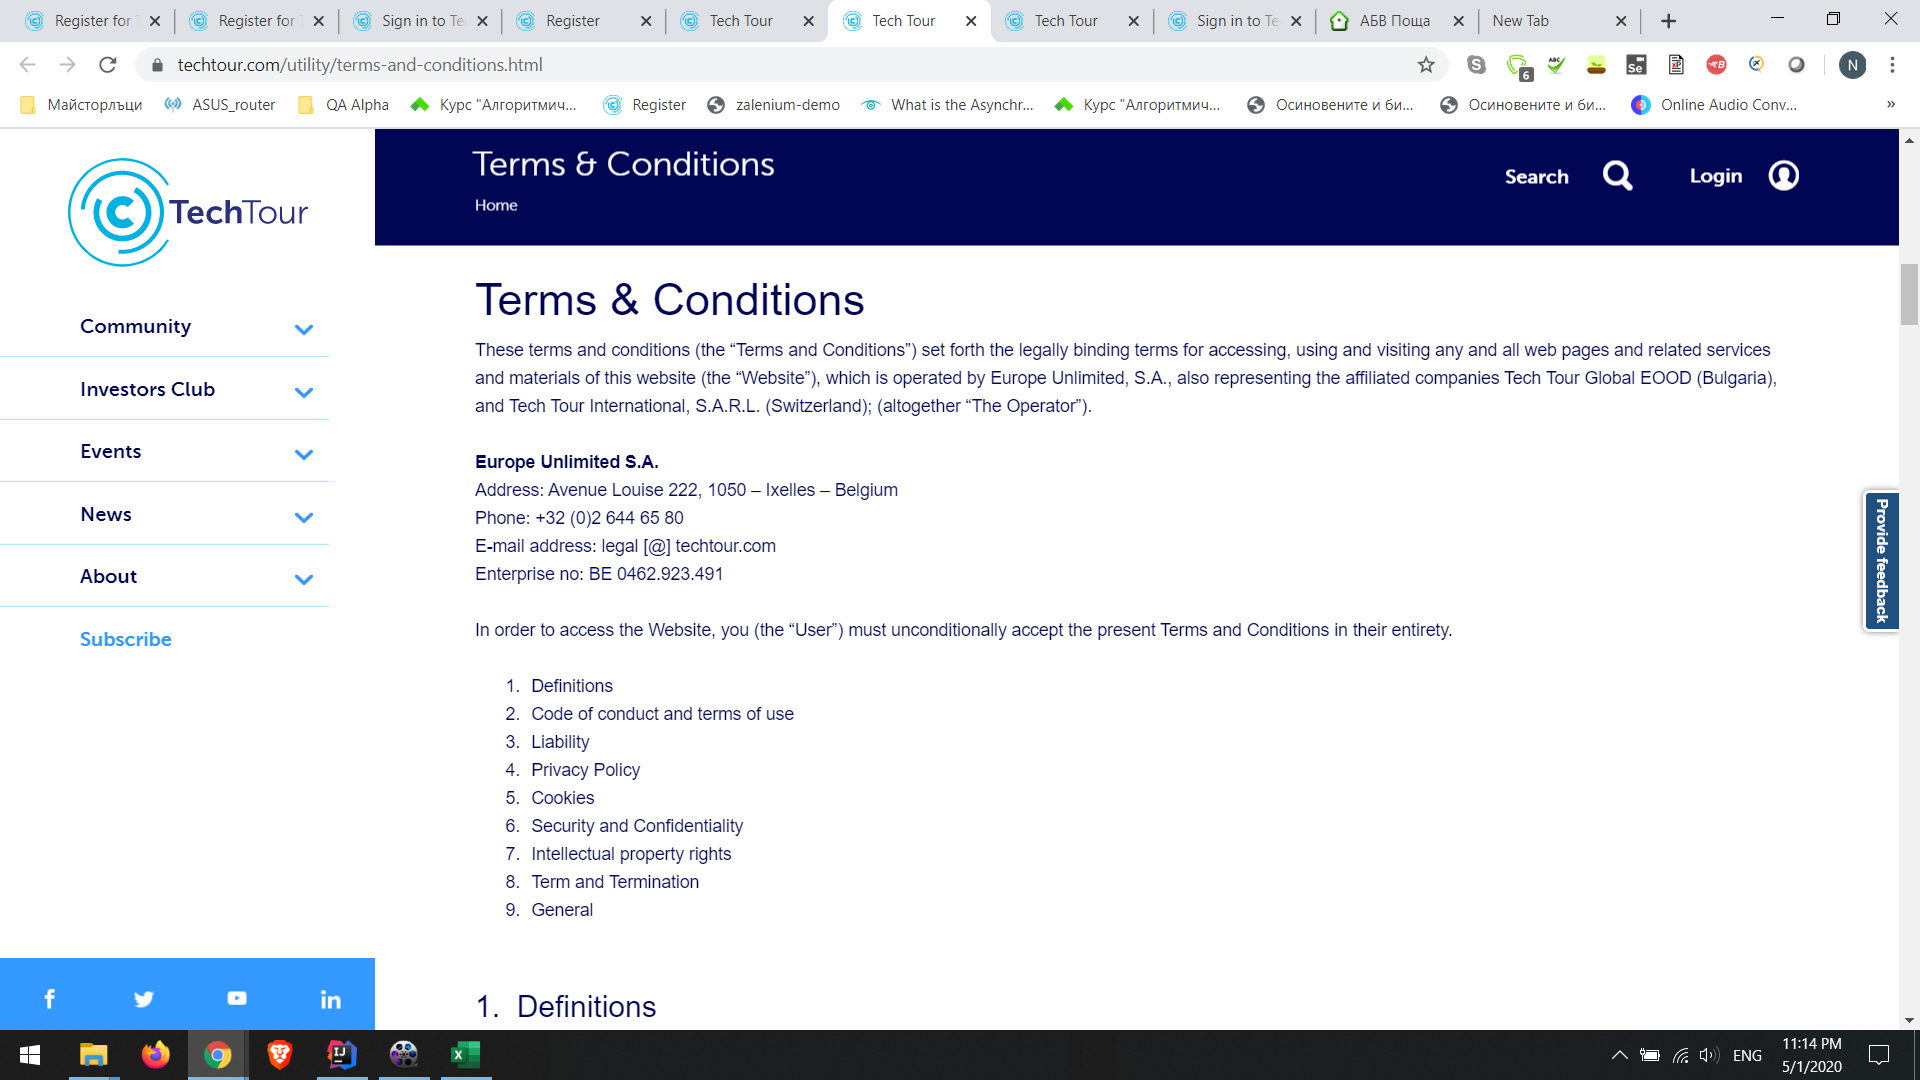 Register for
Register for
Sign in to Te
Register
Tech Tour
Tech Tour
Tech Tour
Sign in to Te
АБВ Поща
New Tab
techtour.com/utility/terms-and-conditions.html
6
ABC
Se
N
Майсторлъци
ASUS_router
QA Alpha
Курс "Алгоритмич...
Register
zalenium-demo
What is the Asynchr...
Курс "Алгоритмич...
Осиновените и би...
Осиновените и би...
Online Audio Conv...
»
TechTour
Terms & Conditions
Home
Search
Login
Community
Investors Club
Events
News
About
Subscribe
Terms & Conditions
These terms and conditions (the “Terms and Conditions”) set forth the legally binding terms for accessing, using and visiting any and all web pages and related services
and materials of this website (the “Website”), which is operated by Europe Unlimited, S.A., also representing the affiliated companies Tech Tour Global EOOD (Bulgaria),
and Tech Tour International, S.A.R.L. (Switzerland); (altogether “The Operator”).
Europe Unlimited S.A.
Address: Avenue Louise 222, 1050 – Ixelles – Belgium
Phone: +32 (0)2 644 65 80
E-mail address: legal [@] techtour.com
Enterprise no: BE 0462.923.491
In order to access the Website, you (the “User”) must unconditionally accept the present Terms and Conditions in their entirety.
1. Definitions
2. Code of conduct and terms of use
3. Liability
4. Privacy Policy
5. Cookies
6. Security and Confidentiality
7. Intellectual property rights
8. Term and Termination
9. General
1. Definitions
Provide feedback
ENG
11:14 PM
5/1/2020